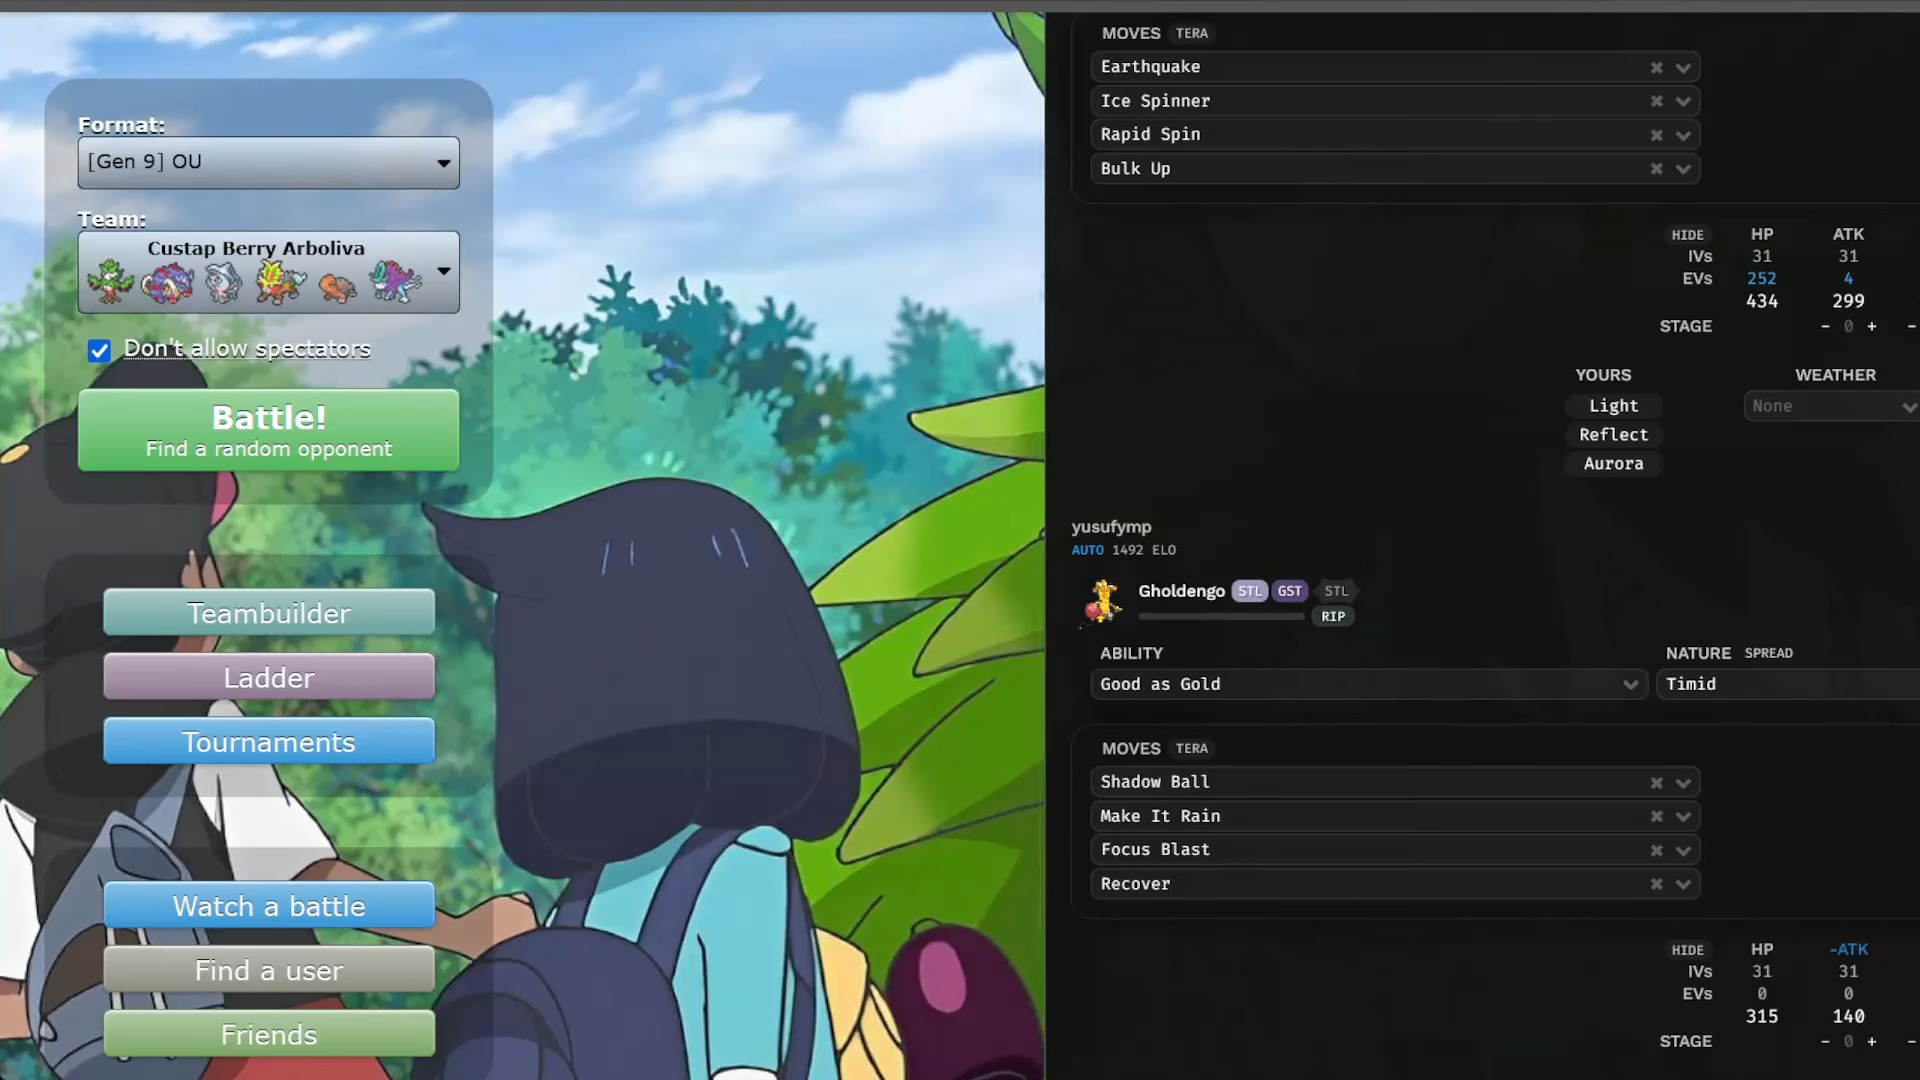 Format:
[Gen 9] OU
Team:
Custap Berry Arboliva
Don't allow spectators
Battle!
Find a random opponent
Teambuilder
Ladder
Tournaments
Watch a battle
Find a user
Friends
MOVES TERA
Earthquake
Ice Spinner
Rapid Spin
Bulk Up
HIDE HP ATK
IVs 31 31
EVs 252 4
434 299
STAGE - 0 + -
YOURS WEATHER
Light None
Reflect
Aurora
yusufymp
AUTO 1492 ELO
Gholdengo STL GST STL
RIP
ABILITY NATURE SPREAD
Good as Gold Timid
MOVES TERA
Shadow Ball
Make It Rain
Focus Blast
Recover
HIDE HP -ATK
IVs 31 31
EVs 0 0
315 140
STAGE - 0 + -